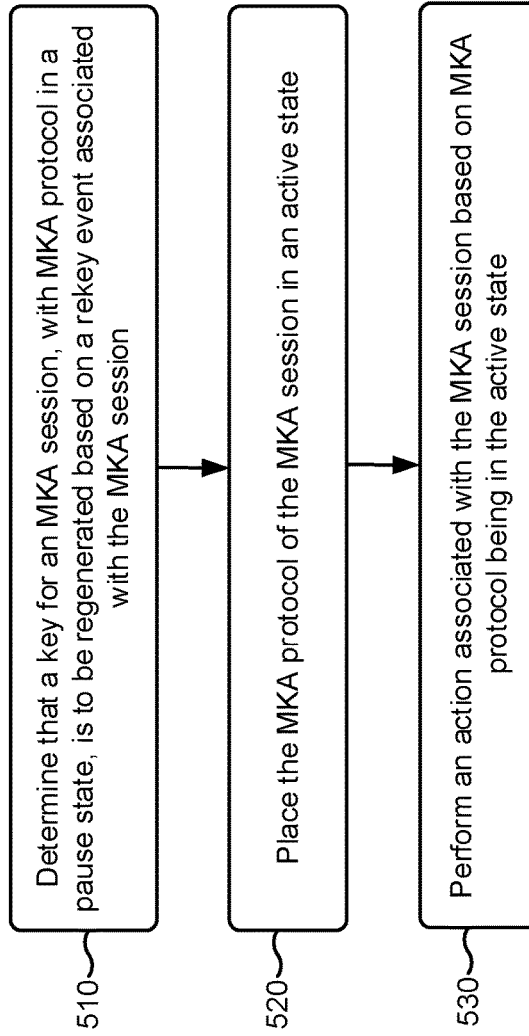 510
Determine that a key for an MKA session, with MKA protocol in a
pause state, is to be regenerated based on a rekey event associated
with the MKA session
520
Place the MKA protocol of the MKA session in an active state
530
Perform an action associated with the MKA session based on MKA
protocol being in the active state